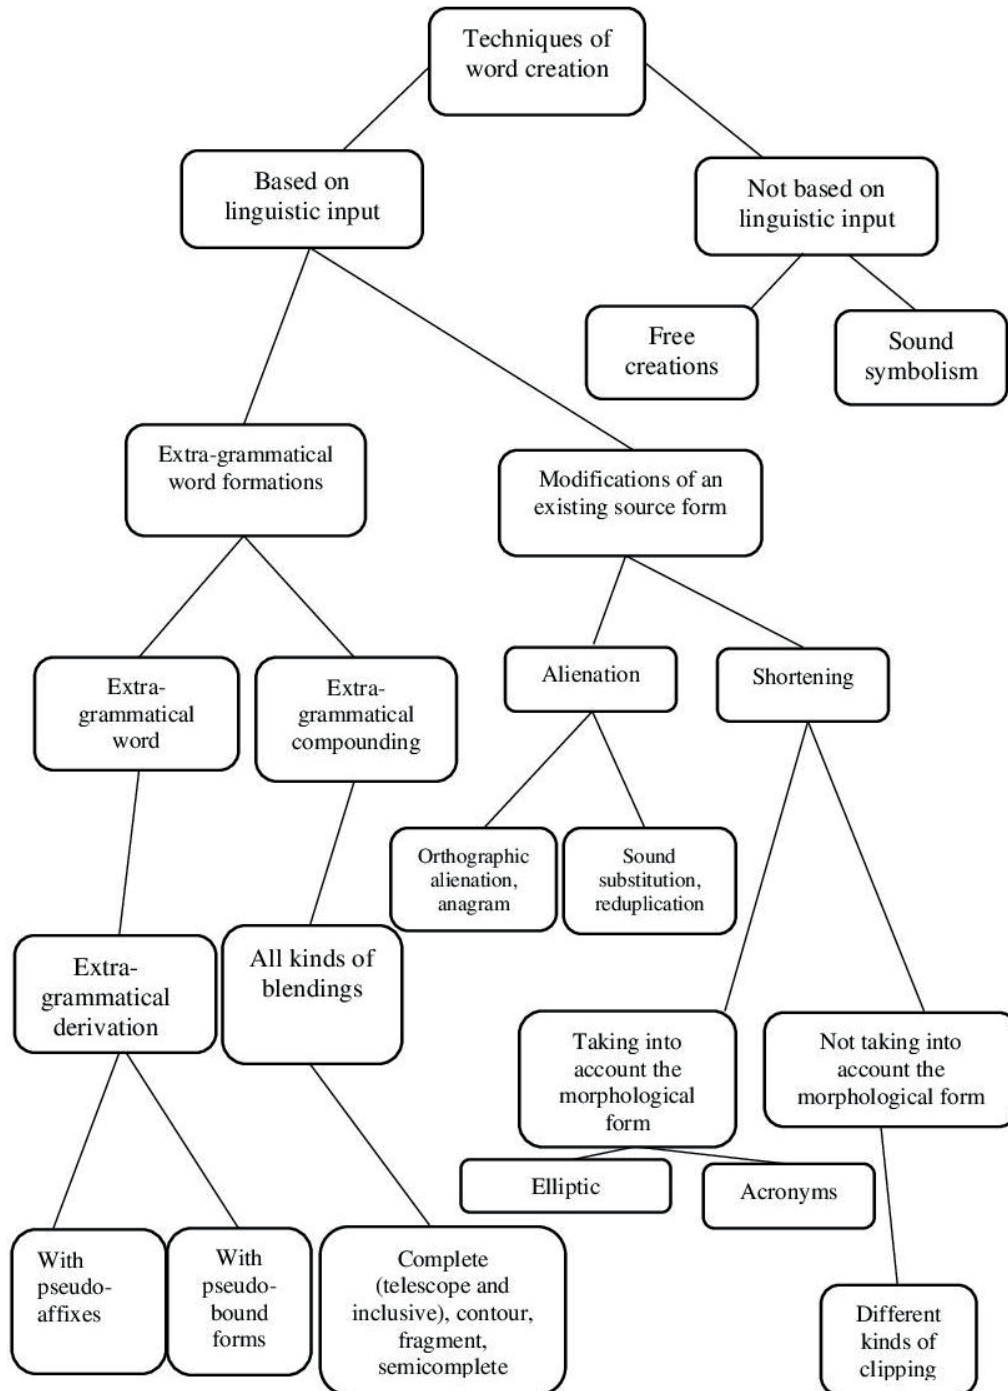 Techniques of
word creation
Based on
linguistic input
Not based on
linguistic input
Free
creations
Sound
symbolism
Extra-grammatical
word formations
Modifications of an
existing source form
Extra-
grammatical
word
Extra-
grammatical
compounding
Alienation
Shortening
Orthographic
alienation,
anagram
Sound
substitution,
reduplication
Extra-
grammatical
derivation
All kinds of
blendings
Taking into
account the
morphological
form
Not taking into
account the
morphological form
Elliptic
Acronyms
With
pseudo-
affixes
With
pseudo-
bound
forms
Complete
(telescope and
inclusive), contour,
fragment,
semicomplete
Different
kinds of
clipping